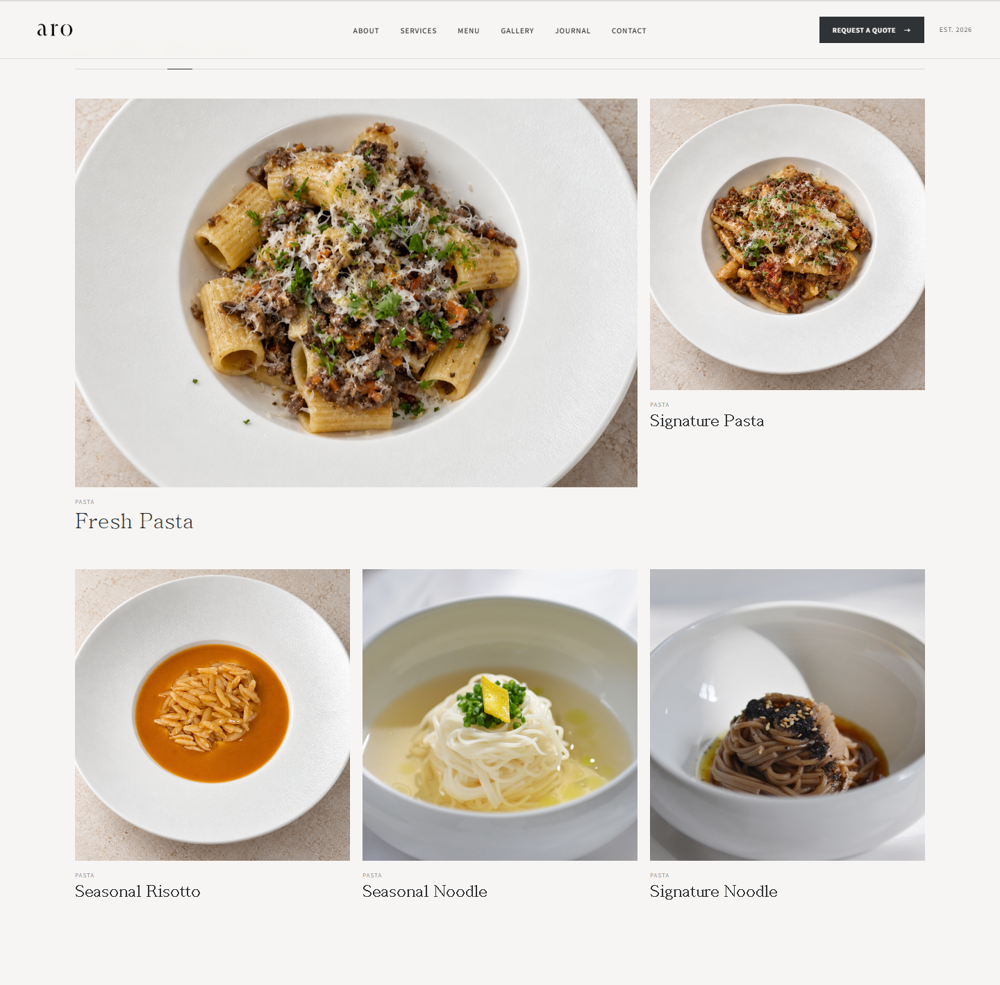 aro
ABOUT SERVICES MENU GALLERY JOURNAL CONTACT
REQUEST A QUOTE →
EST. 2026
PASTA
Signature Pasta
PASTA
Fresh Pasta
PASTA
Seasonal Risotto
PASTA
Seasonal Noodle
PASTA
Signature Noodle